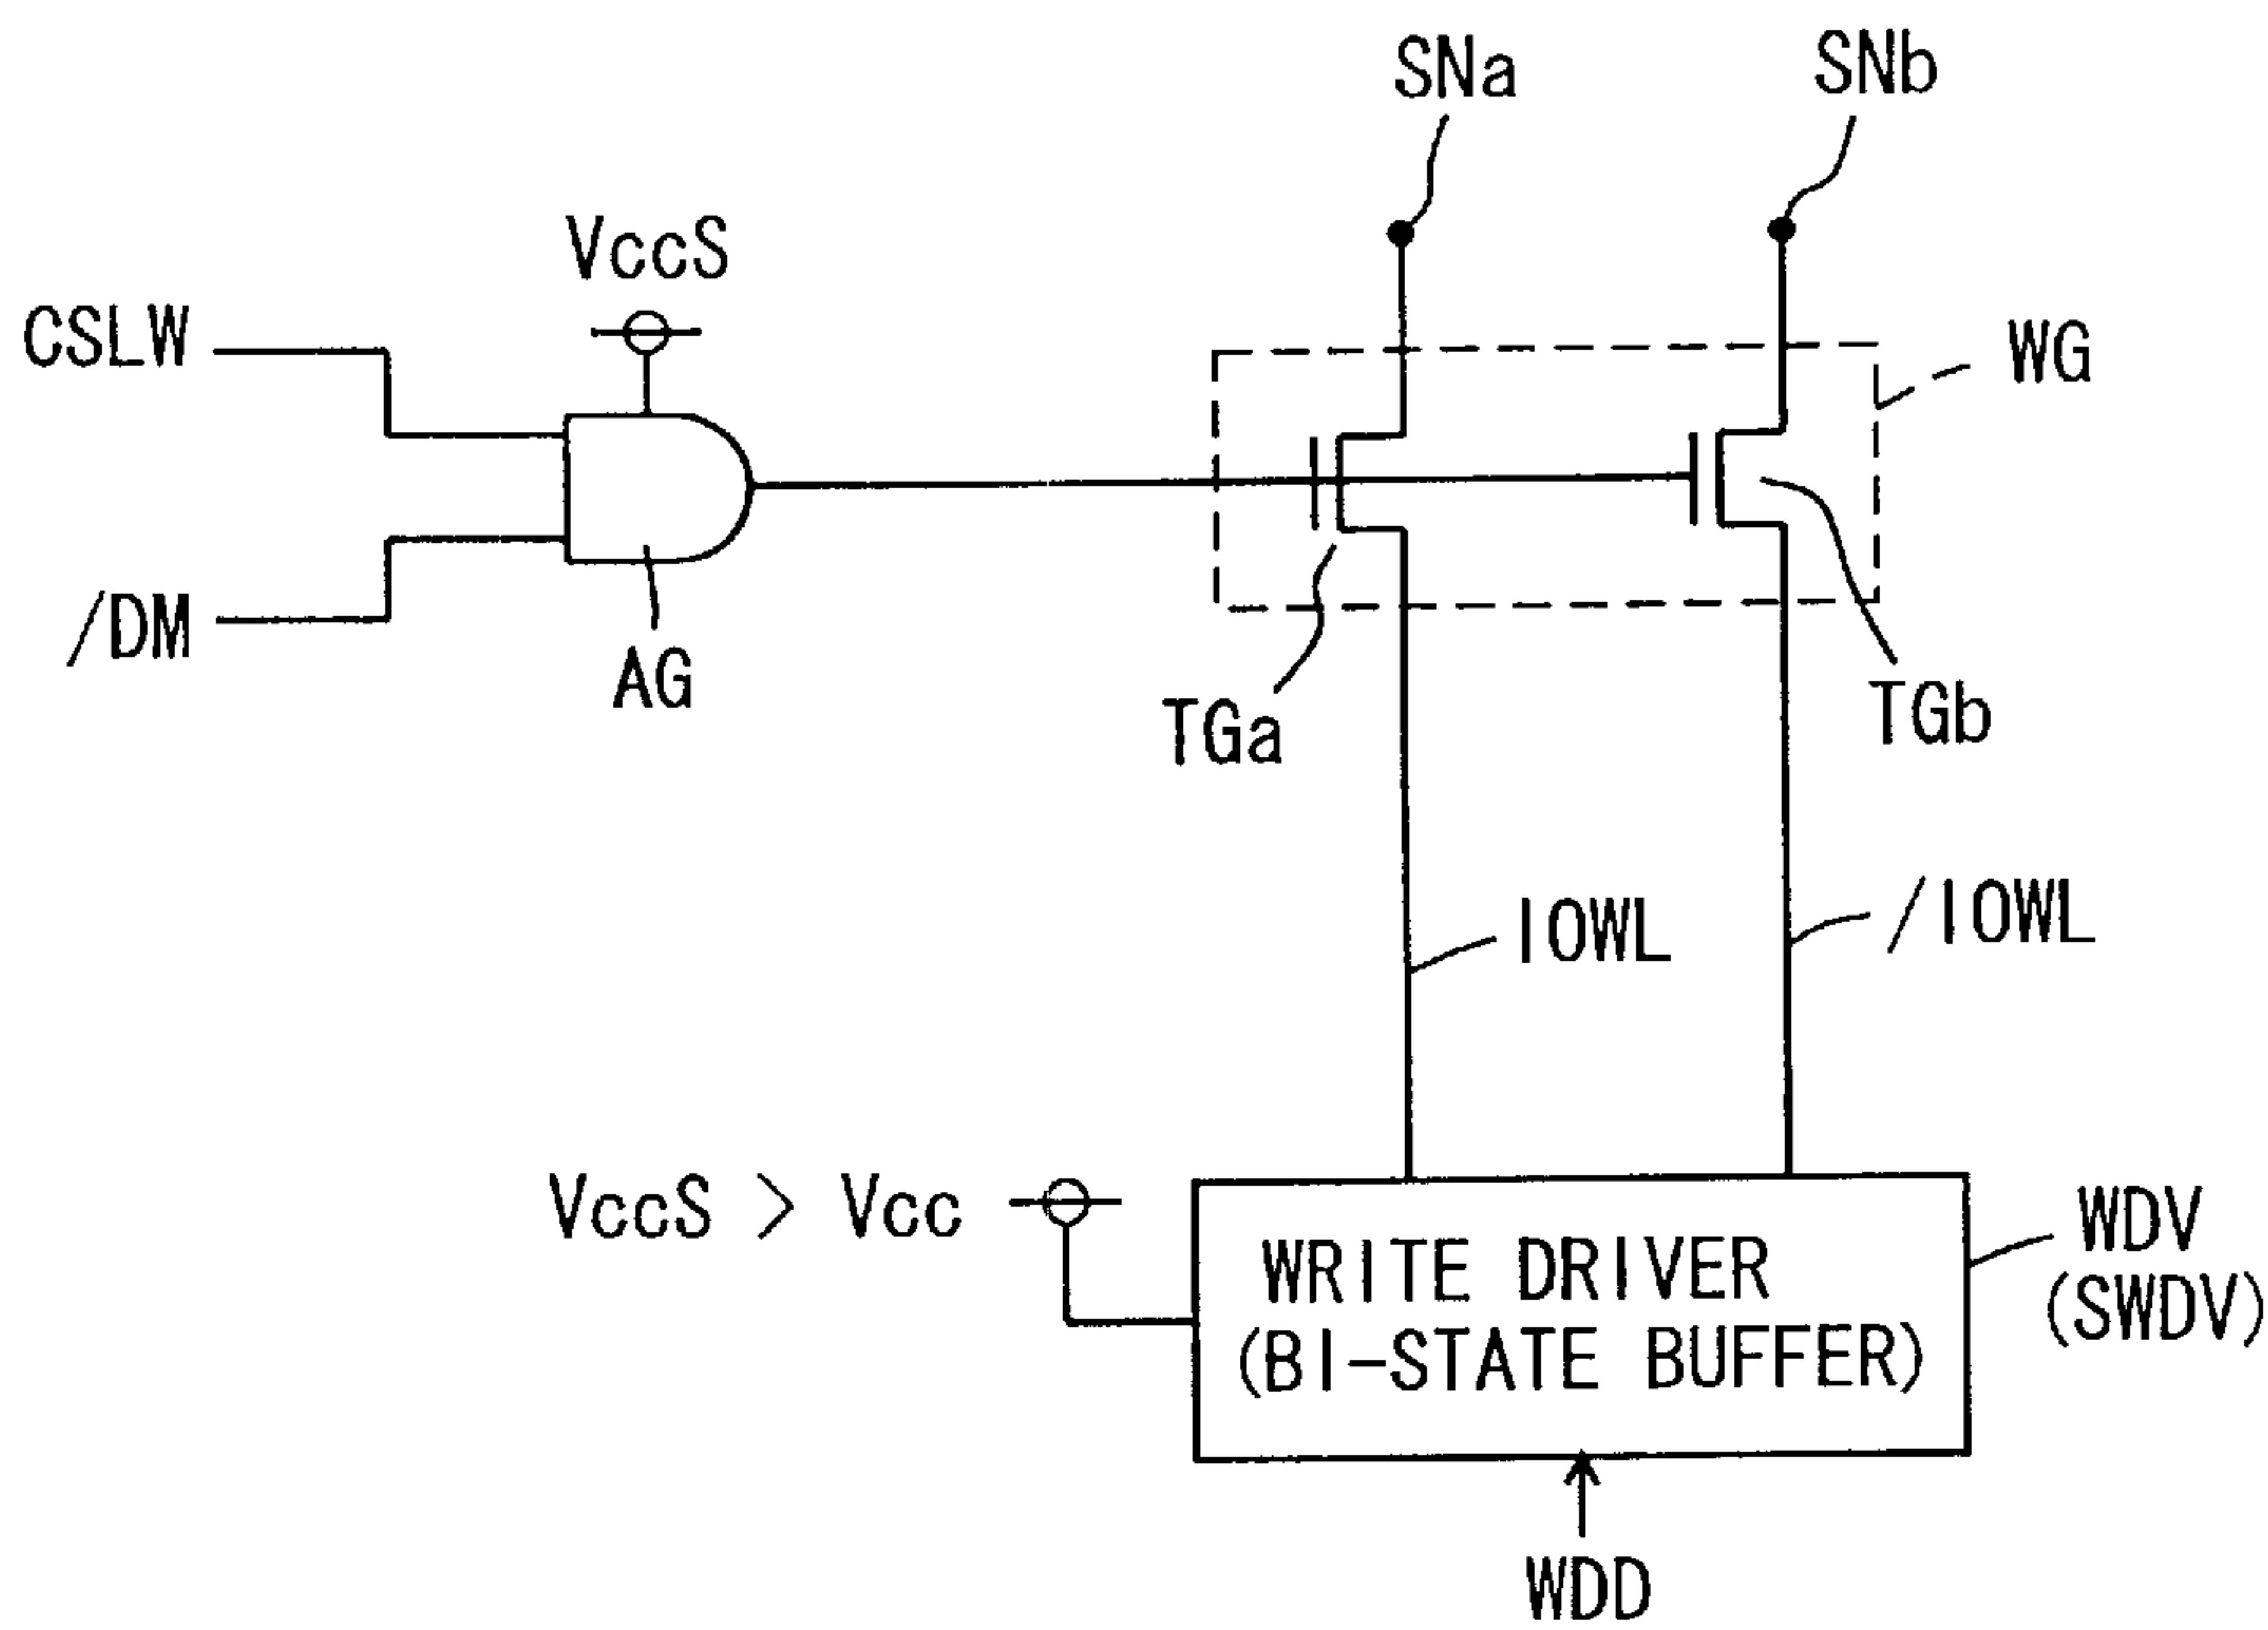 SNa
SNb
VccS
CSLW
WG
/DM
AG
TGa
TGb
IOWL
/IOWL
VccS > Vcc
WRITE DRIVER
(BI-STATE BUFFER)
WDV
(SWDV)
WDD